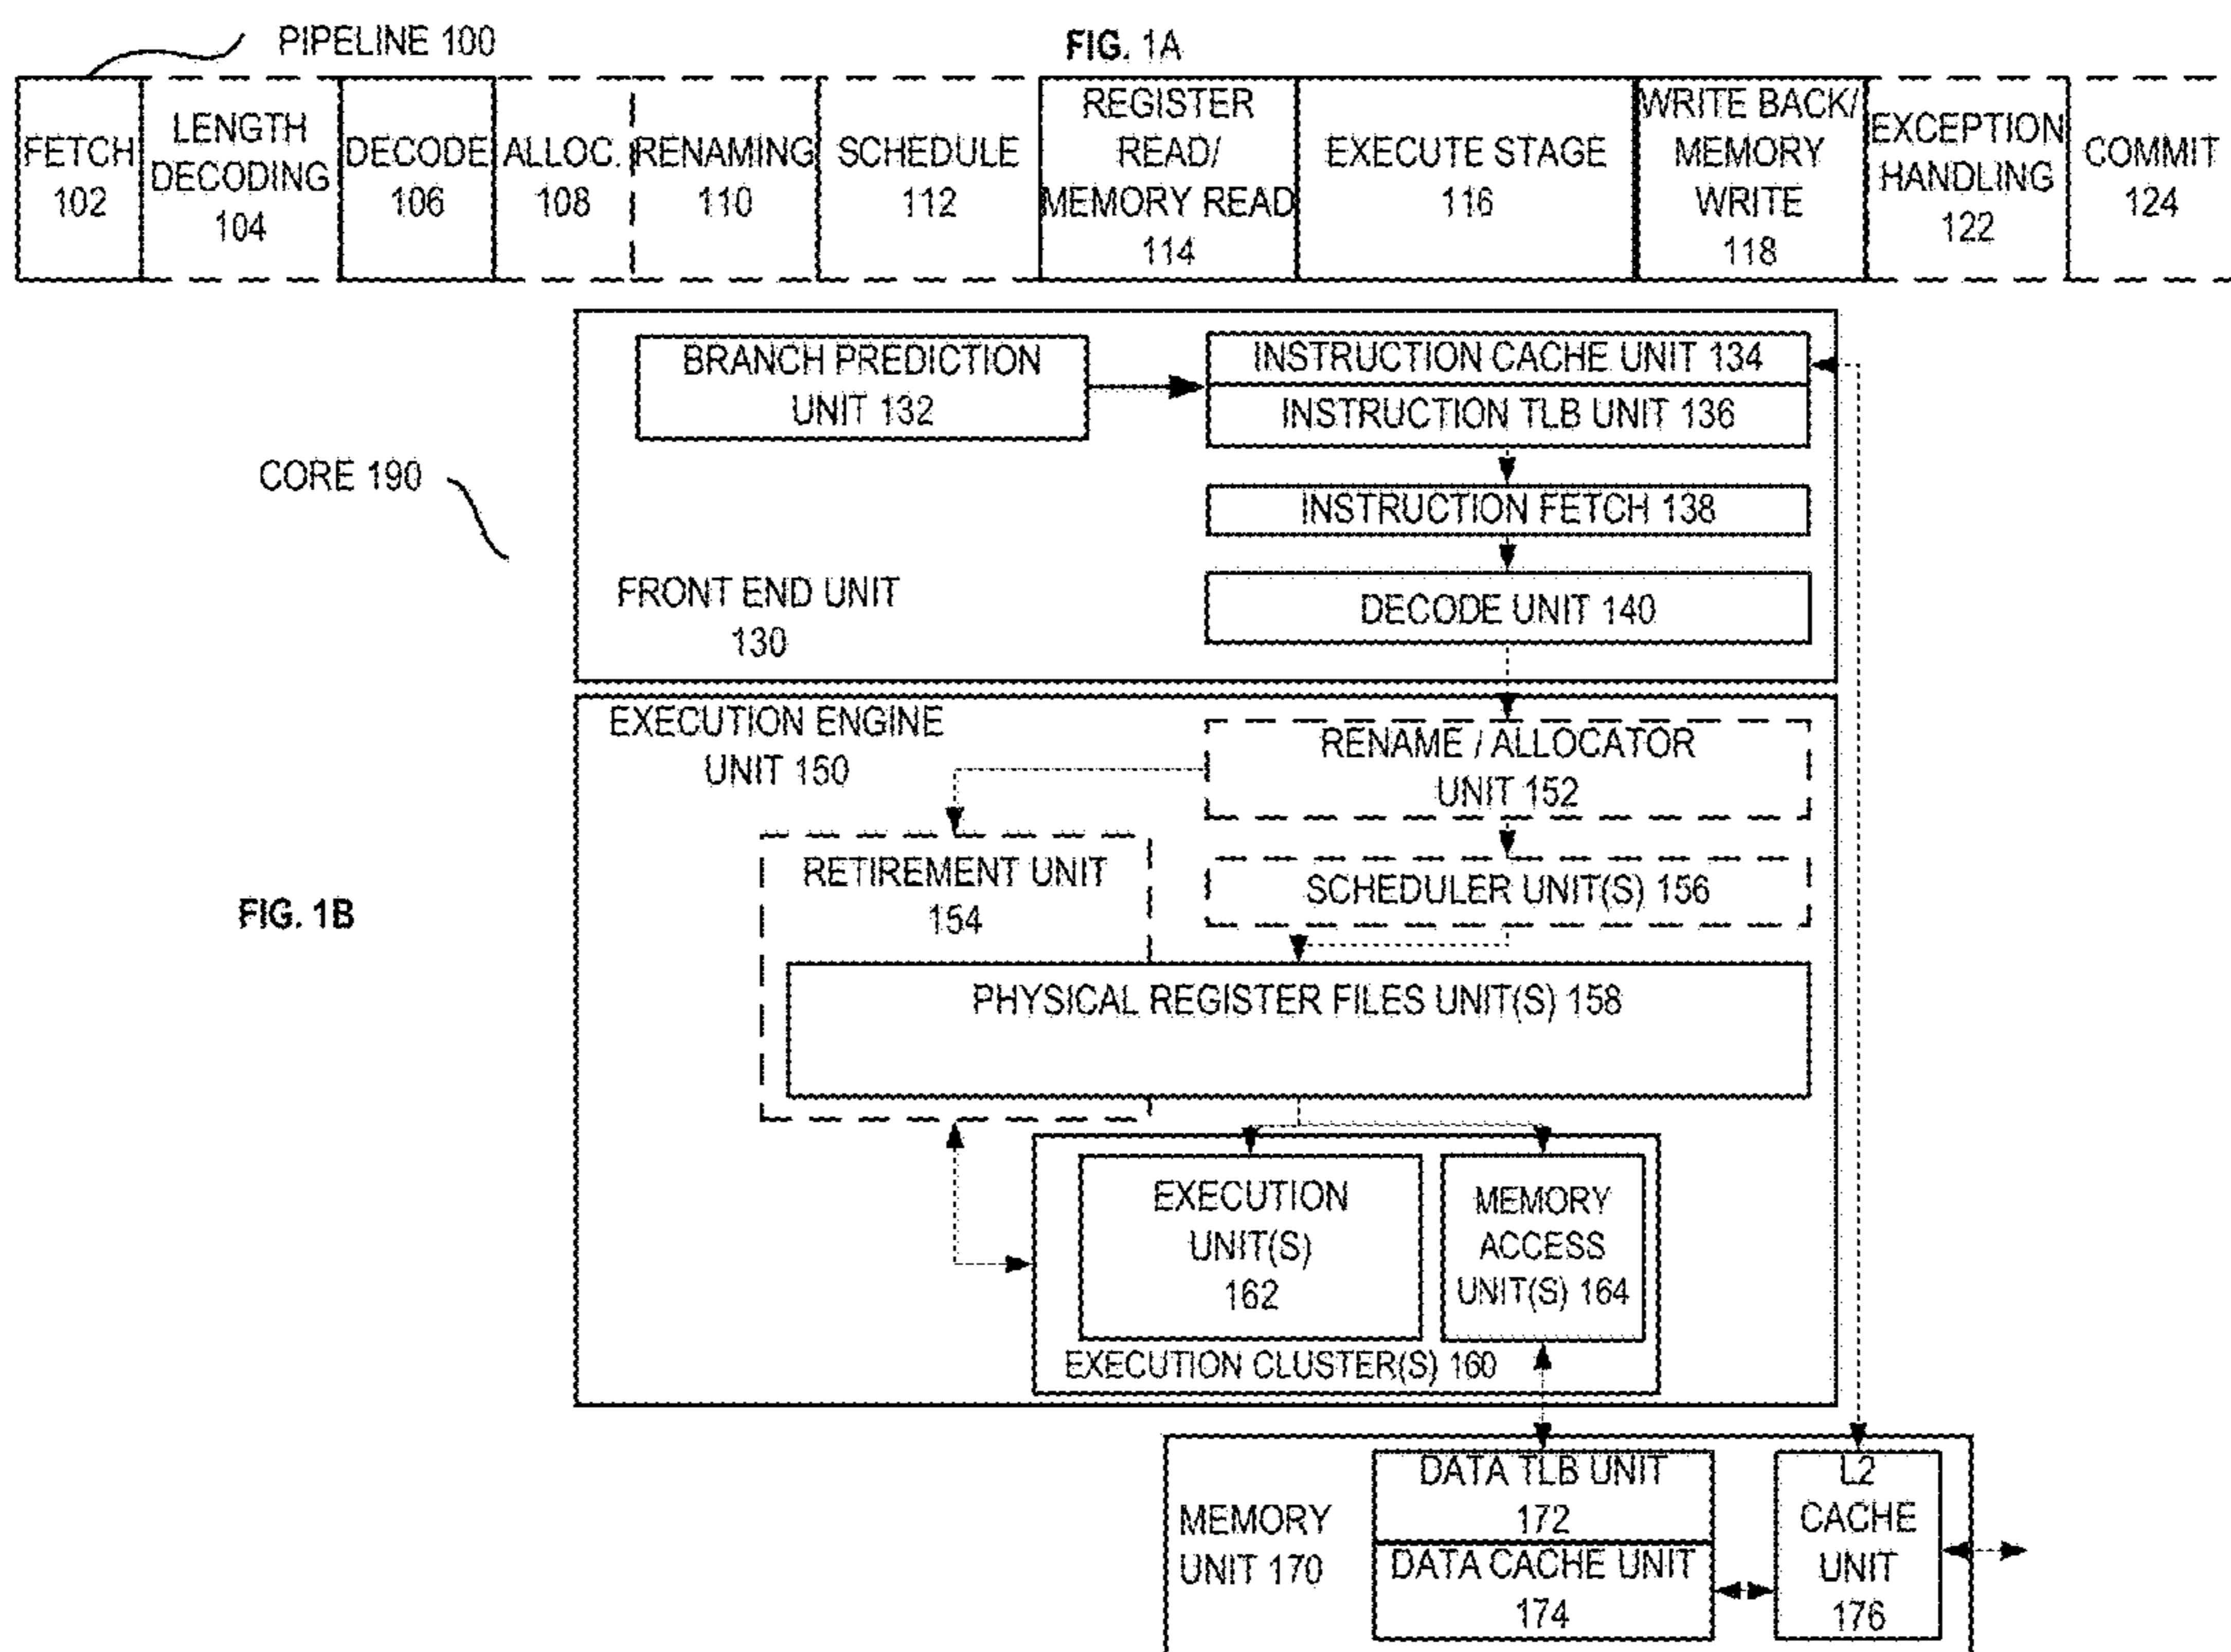 PIPELINE 100
FIG. 1A
FETCH
102
LENGTH
DECODING
104
DECODE
106
ALLOC.
108
RENAMING
110
SCHEDULE
112
REGISTER
READ/
MEMORY READ
114
EXECUTE STAGE
116
WRITE BACK/
MEMORY
WRITE
118
EXCEPTION
HANDLING
122
COMMIT
124
BRANCH PREDICTION
UNIT 132
INSTRUCTION CACHE UNIT 134
INSTRUCTION TLB UNIT 136
CORE 190
INSTRUCTION FETCH 138
FRONT END UNIT
130
DECODE UNIT 140
EXECUTION ENGINE
UNIT 150
RENAME / ALLOCATOR
UNIT 152
RETIREMENT UNIT
154
SCHEDULER UNIT(S) 156
FIG. 1B
PHYSICAL REGISTER FILES UNIT(S) 158
EXECUTION
UNIT(S)
162
MEMORY
ACCESS
UNIT(S) 164
EXECUTION CLUSTER(S) 160
MEMORY
UNIT 170
DATA TLB UNIT
172
DATA CACHE UNIT
174
L2
CACHE
UNIT
176